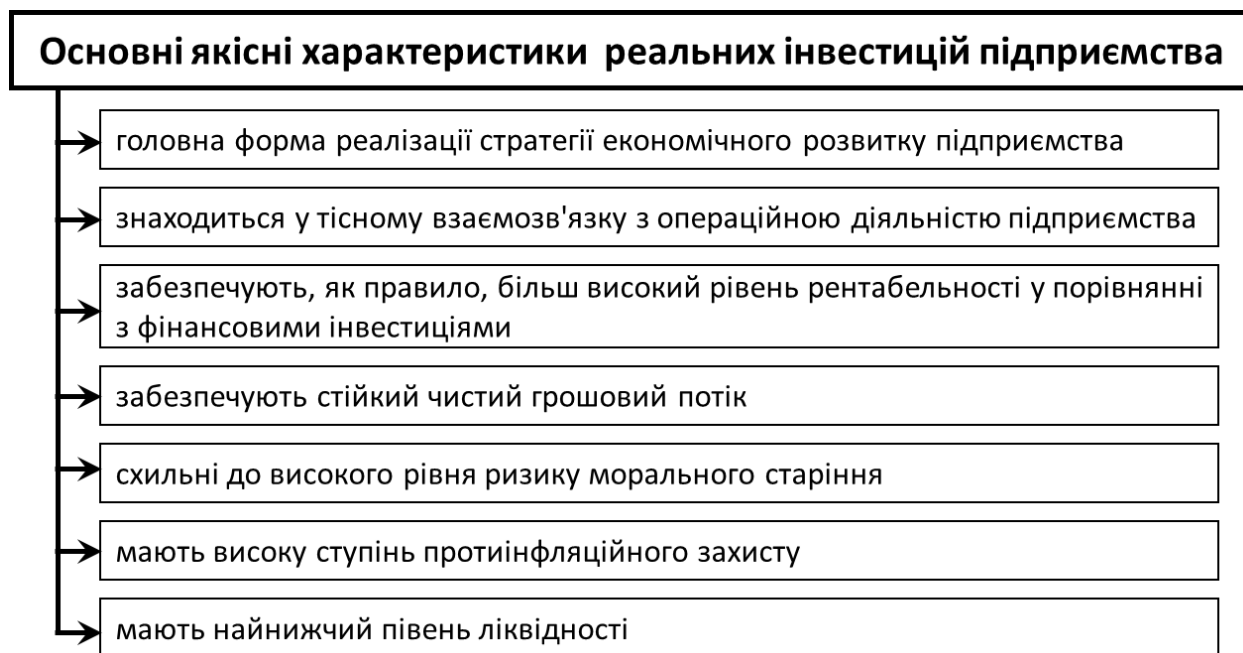 Основні якісні характеристики реальних інвестицій підприємства
головна форма реалізації стратегії економічного розвитку підприємства
знаходиться у тісному взаємозв'язку з операційною діяльністю підприємства
забезпечують, як правило, більш високий рівень рентабельності у порівнянні
з фінансовими інвестиціями
забезпечують стійкий чистий грошовий потік
схильні до високого рівня ризику морального старіння
мають високу ступінь протиінфляційного захисту
мають найнижчий півень ліквідності